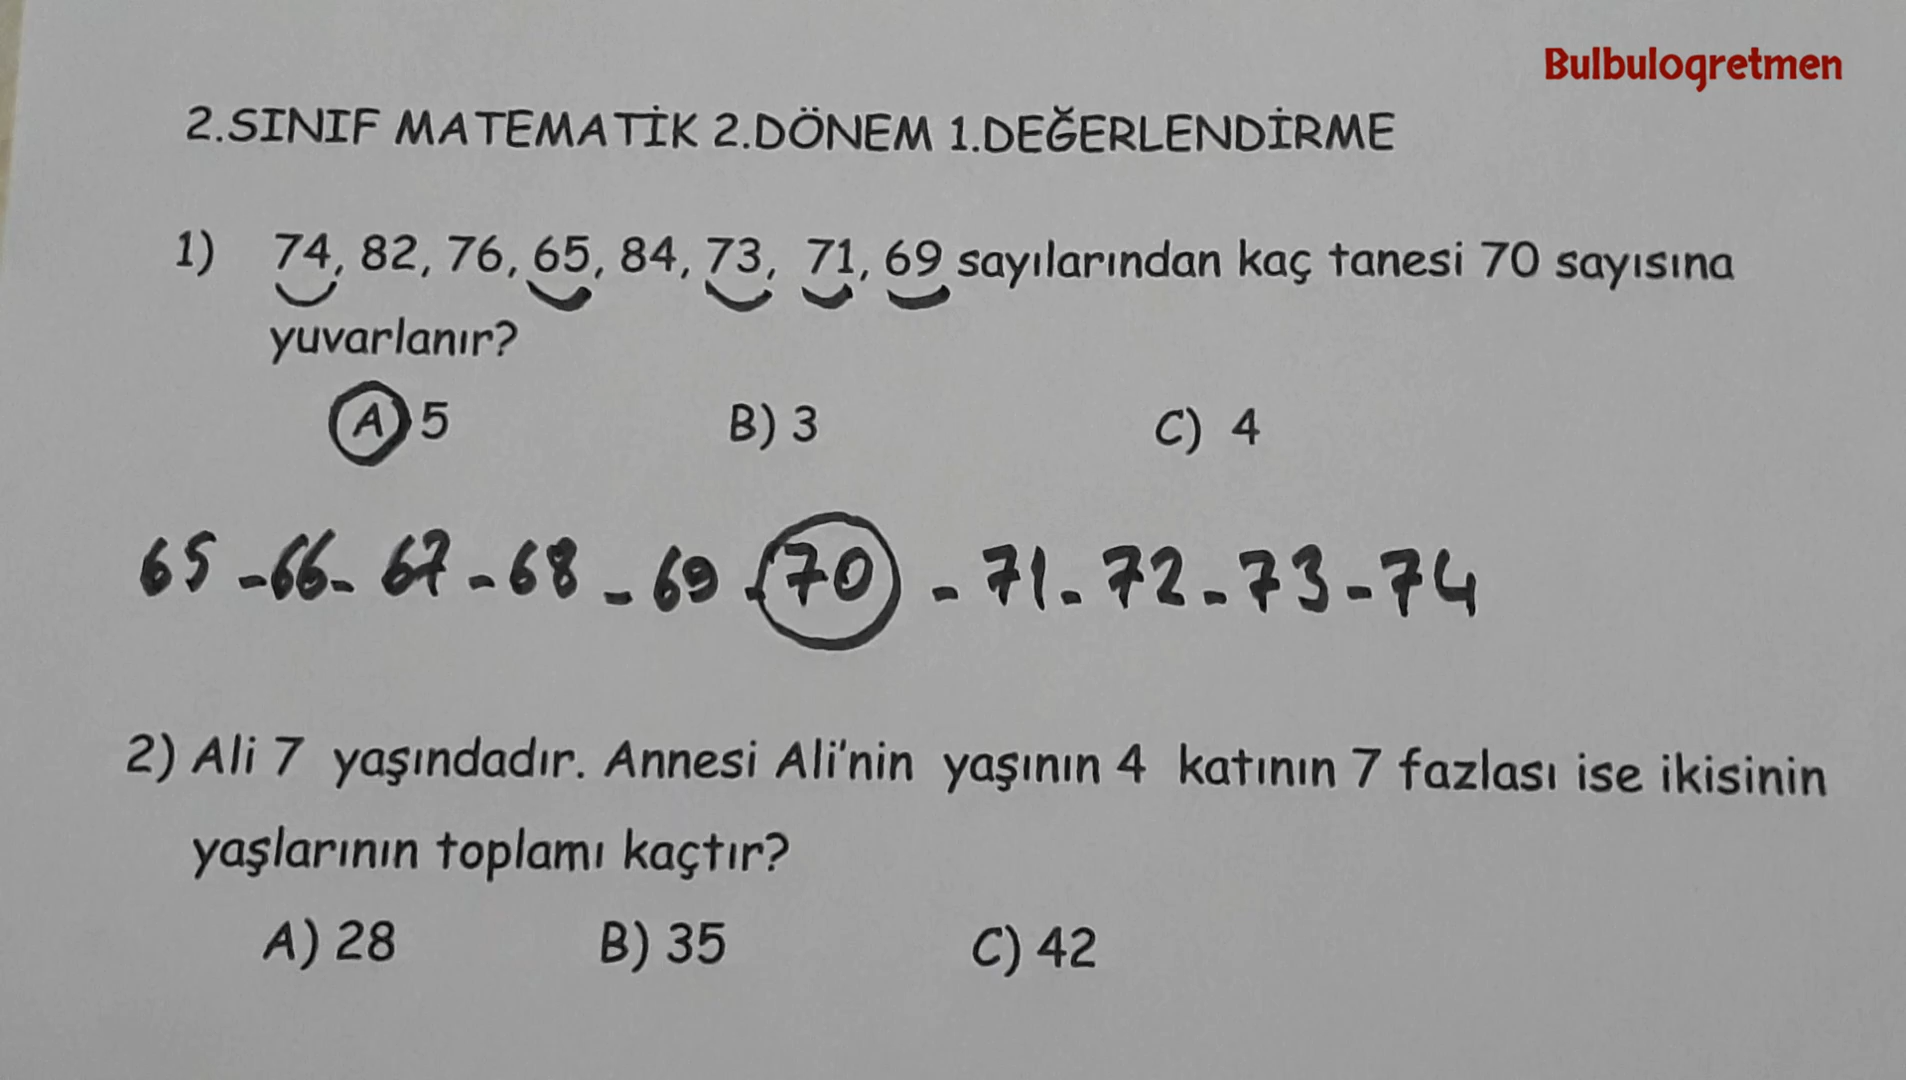 Bulbulogretmen
2.SINIF MATEMATİK 2.DÖNEM 1.DEĞERLENDİRME
1) 74, 82, 76, 65, 84, 73, 71, 69 sayılarından kaç tanesi 70 sayısına
yuvarlanır?
A) 5 B) 3 C) 4
65 - 66 - 67 - 68 - 69 - 70 - 71 - 72 - 73 - 74
2) Ali 7 yaşındadır. Annesi Ali'nin yaşının 4 katının 7 fazlası ise ikisinin
yaşlarının toplamı kaçtır?
A) 28 B) 35 C) 42